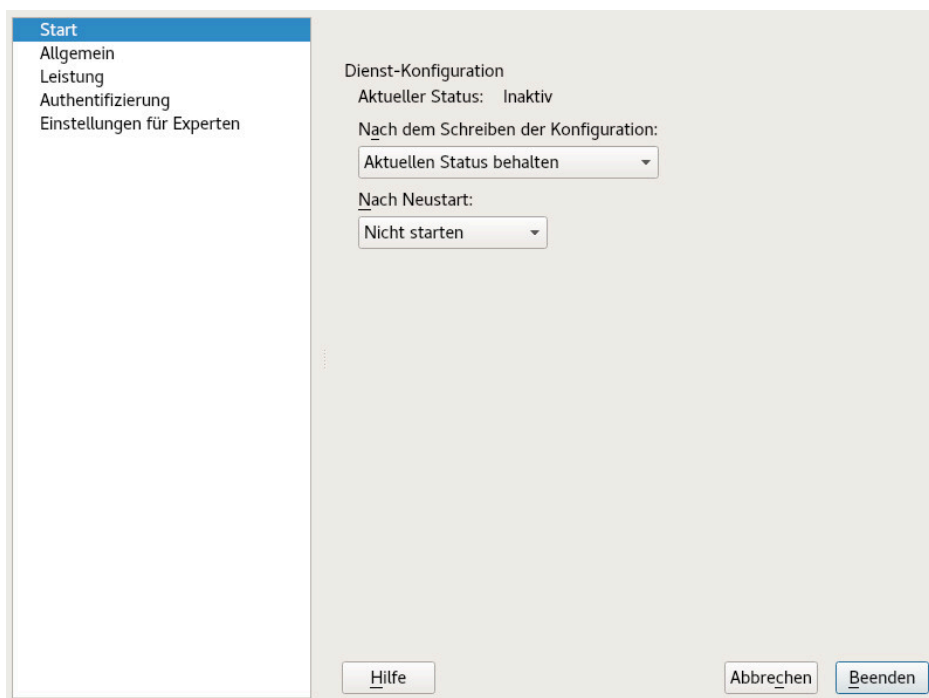 Start
Allgemein
Leistung
Authentifizierung
Einstellungen für Experten
Dienst-Konfiguration
Aktueller Status: Inaktiv
Nach dem Schreiben der Konfiguration:
Aktuellen Status behalten
Nach Neustart:
Nicht starten
Hilfe
Abbrechen
Beenden